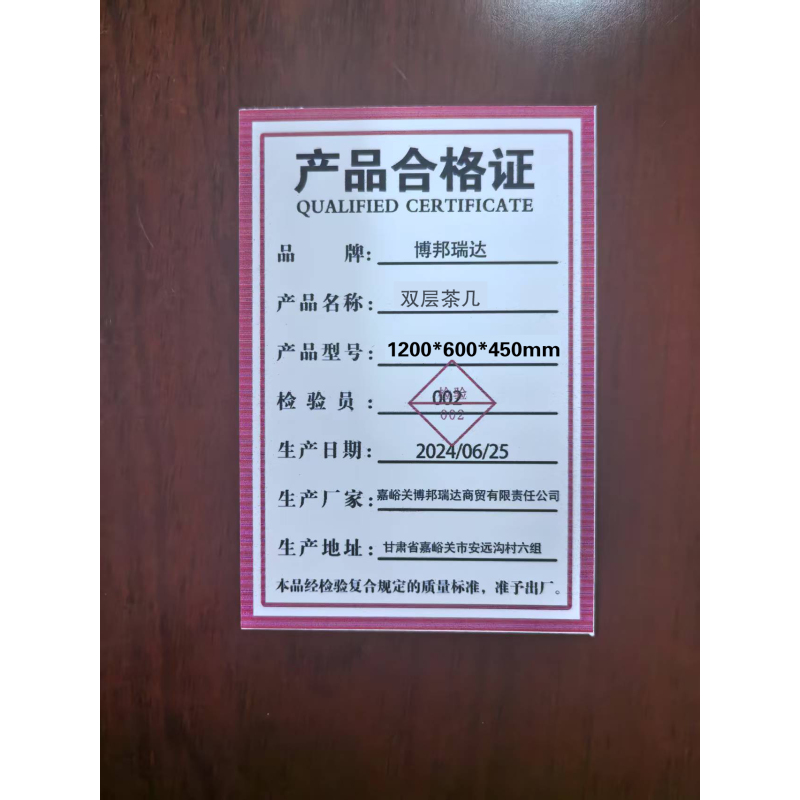 产品合格证
QUALIFIED CERTIFICATE
品 牌: 博邦瑞达
产品名称: 双层茶几
产品型号: 1200*600*450mm
检验
检验员: 002
002
生产日期: 2024/06/25
生产厂家: 嘉峪关博邦瑞达商贸有限责任公司
生产地址: 甘肃省嘉峪关市安远沟村六组
本品经检验复合规定的质量标准，准予出厂。